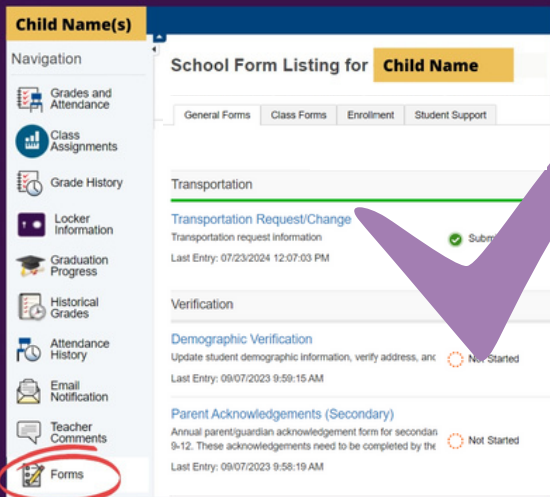 Child Name(s)
Navigation
Grades and
Attendance
Class
Assignments
Grade History
Locker
Information
Graduation
Progress
Historical
Grades
Attendance
History
Email
Notification
Teacher
Comments
Forms
School Form Listing for Child Name
General Forms Class Forms Enrollment Student Support
Transportation
Transportation Request/Change
Transportation request information
Last Entry: 07/23/2024 12:07:03 PM
Verification
Demographic Verification
Update student demographic information, verify address, and
Not Started
Last Entry: 09/07/2023 9:59:15 AM
Parent Acknowledgements (Secondary)
Annual parent/guardian acknowledgement form for
9-12. These acknowledgements need to be completed by the
Not Started
Last Entry: 09/07/2023 9:58:19 AM